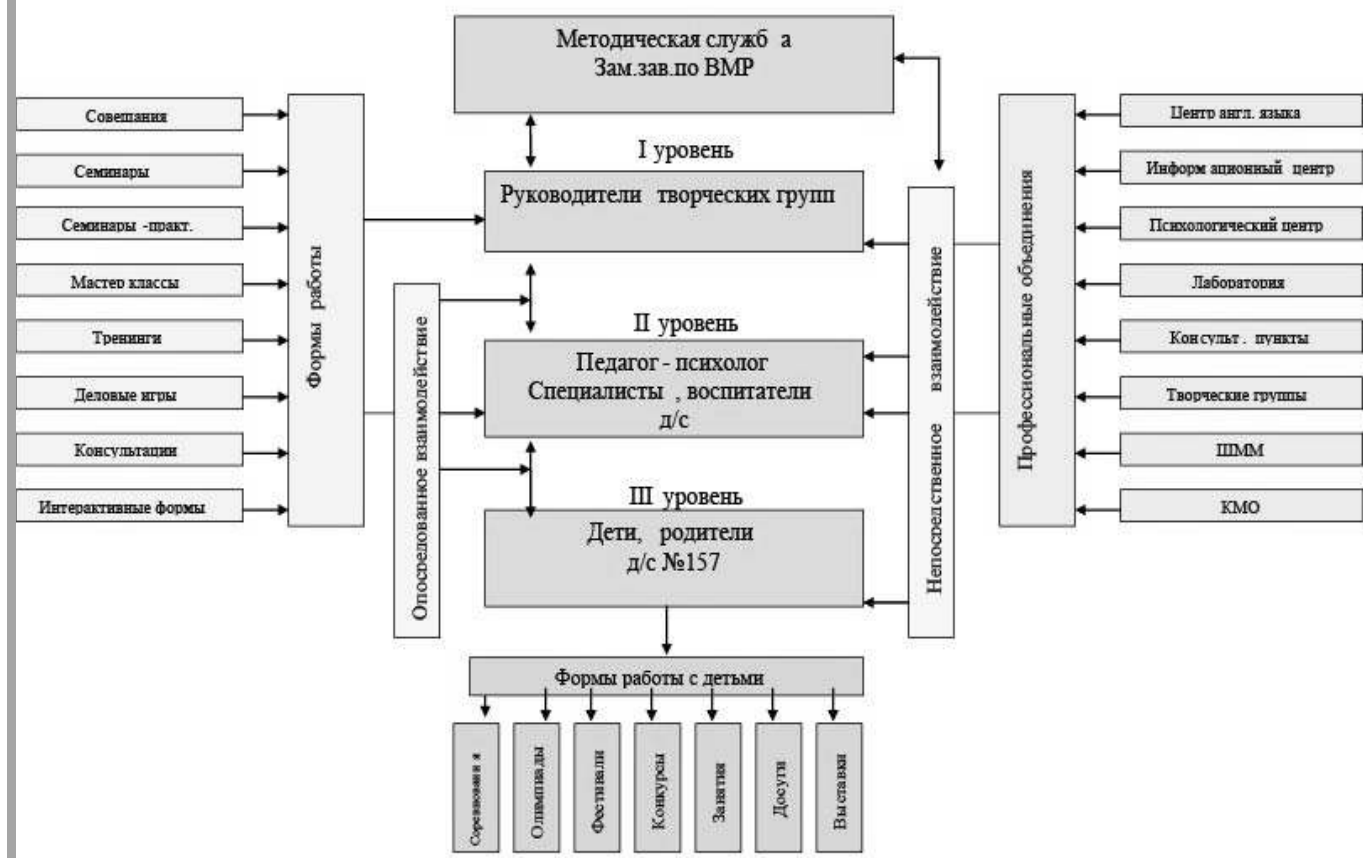 Методическая служб а
Зам.зав.по ВМР
Совещания
Семинары
Семинары -практ.
Мастер классы
Тренинги
Деловые игры
Консультации
Интерактивные формы
Формы работы
Опосредованное взаимодействие
I уровень
Руководители творческих групп
II уровень
Педагог - психолог
Специалисты , воспитатели
д/с
III уровень
Дети, родители
д/с №157
Непосредственное взаимодействие
Профессиональные объединения
Центр англ. языка
Информ ационный центр
Психологический центр
Лаборатория
Консульт . пункты
Творческие группы
ШММ
КМО
Формы работы с детьми
Соревновани я
Олимпиады
Фестивали
Конкурсы
Занятия
Досуги
Выставки